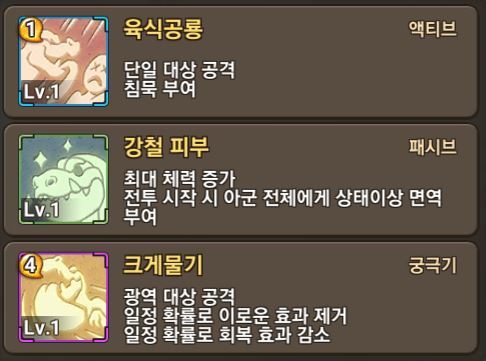 1
육식공룡
액티브
단일 대상 공격
침묵 부여
Lv.1
강철 피부
패시브
최대 체력 증가
전투 시작 시 아군 전체에게 상태이상 면역
부여
Lv.1
4
크게물기
궁극기
광역 대상 공격
일정 확률로 이로운 효과 제거
일정 확률로 회복 효과 감소
Lv.1